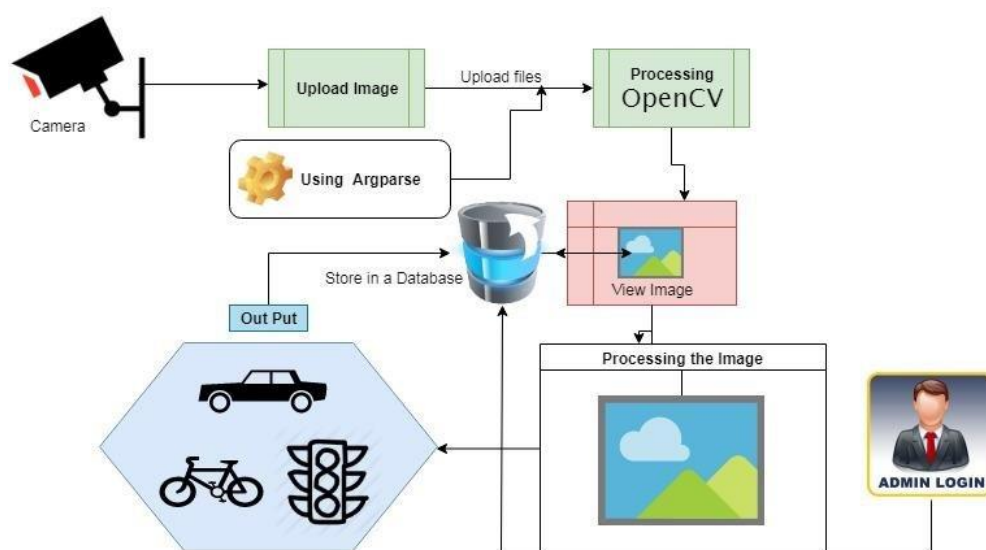 Camera
Upload Image
Upload files
Processing
OpenCV
Using Argparse
Store in a Database
View Image
Out Put
Processing the Image
ADMIN LOGIN